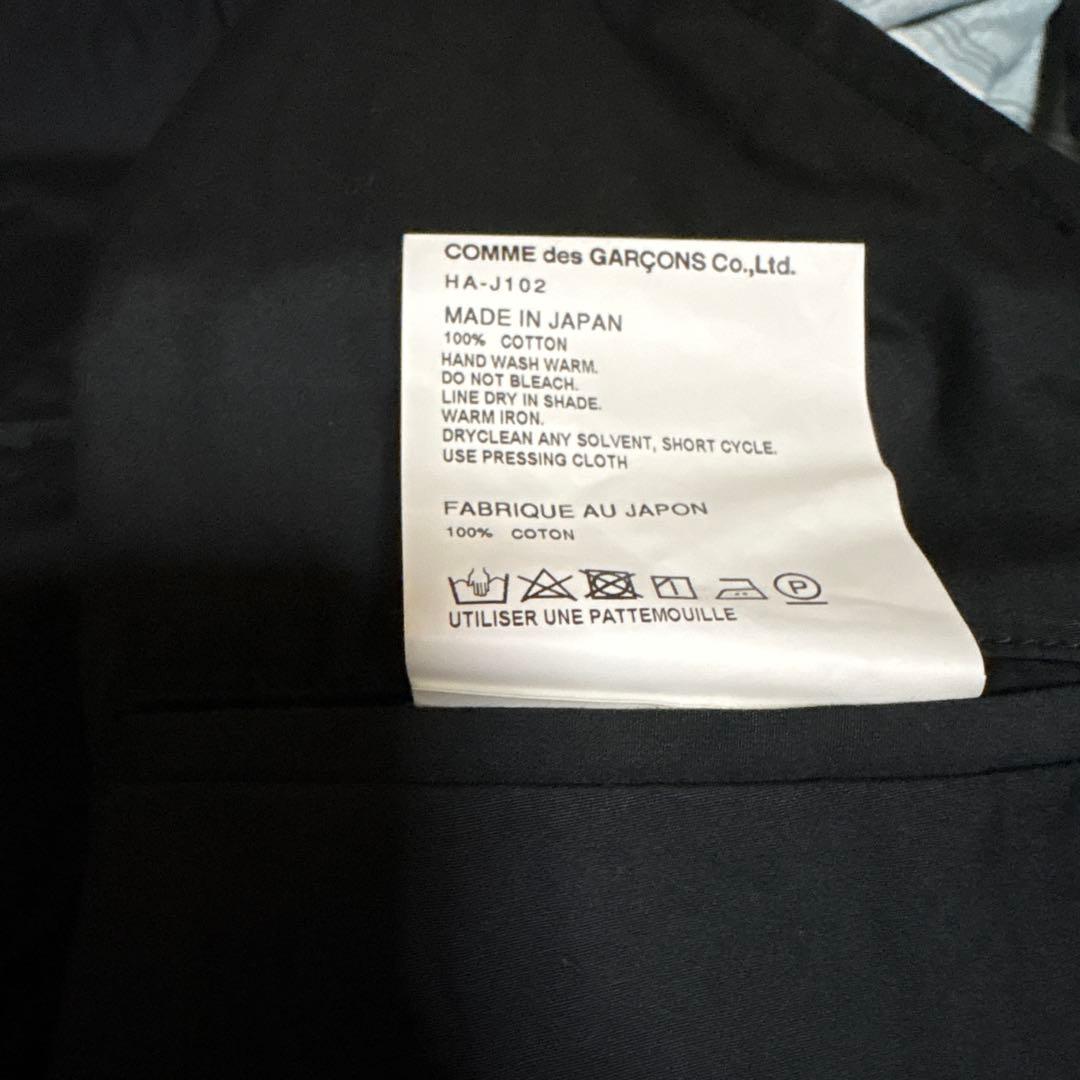 COMME des GARÇONS Co.,Ltd.
HA-J102
MADE IN JAPAN
100% COTTON
HAND WASH WARM.
DO NOT BLEACH.
LINE DRY IN SHADE.
WARM IRON.
DRYCLEAN ANY SOLVENT, SHORT CYCLE.
USE PRESSING CLOTH
FABRIQUE AU JAPON
100% COTON
P
UTILISER UNE PATTEMOUILLE